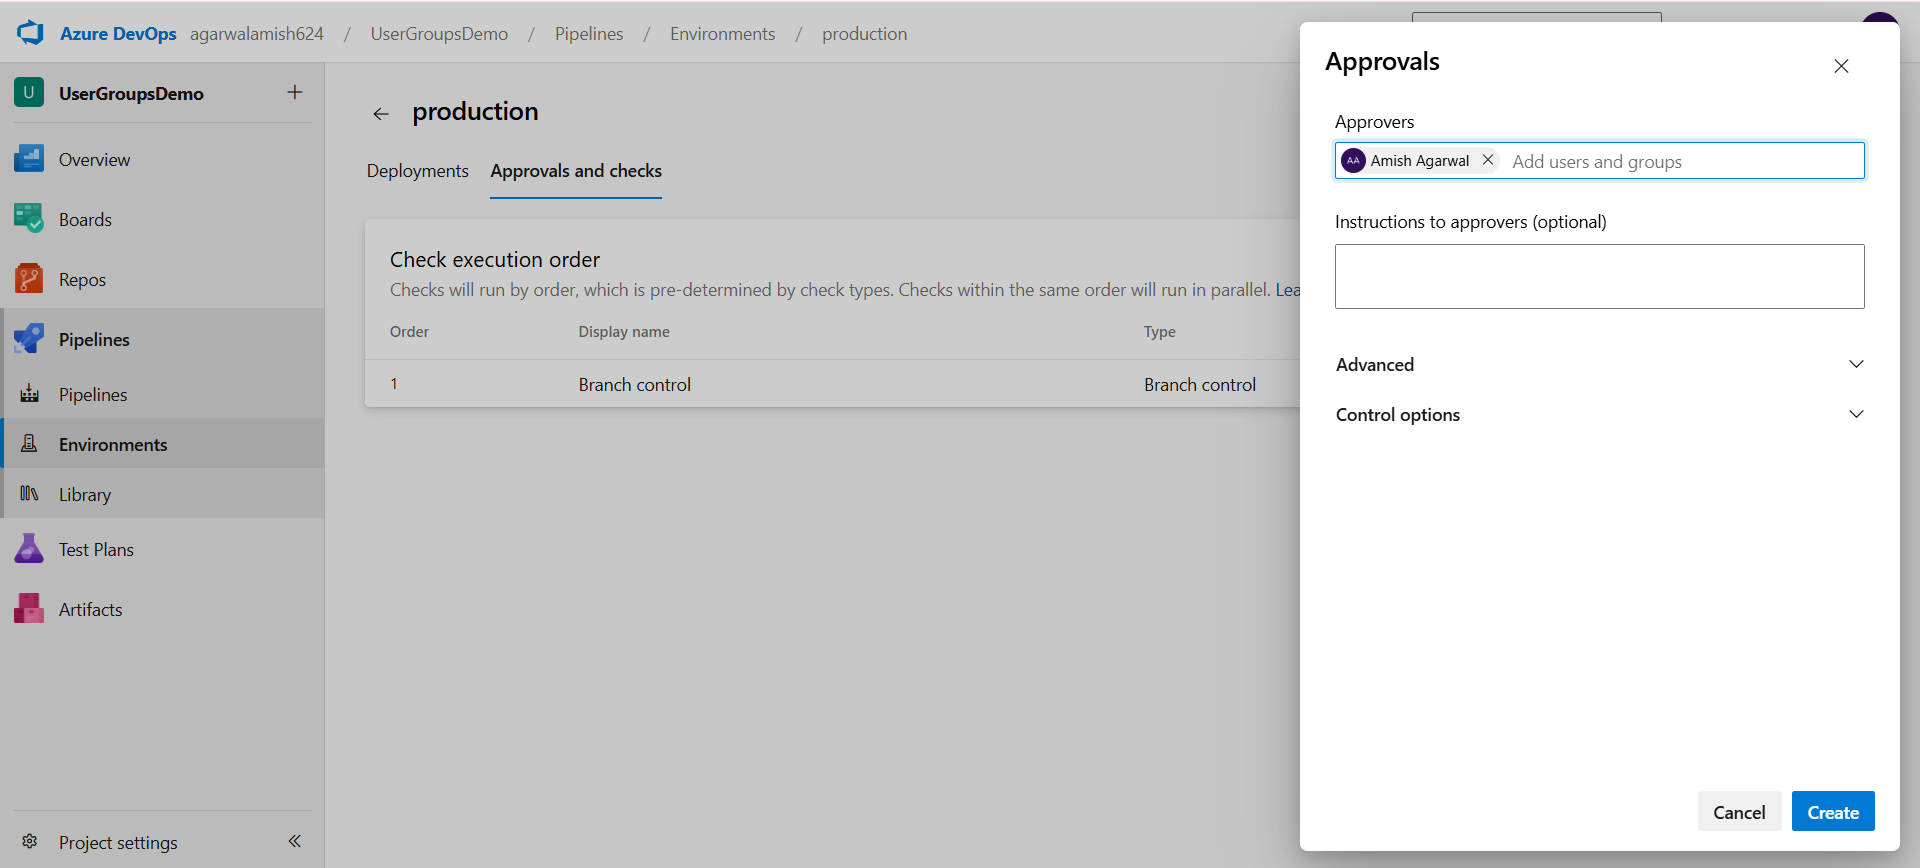 Azure DevOps agarwalamish624 / UserGroupsDemo / Pipelines / Environments / production
U UserGroupsDemo
Overview
Boards
Repos
Pipelines
Pipelines
Environments
Library
Test Plans
Artifacts
Project settings
production
Deployments Approvals and checks
Check execution order
Checks will run by order, which is pre-determined by check types. Checks within the same order will run in parallel. Lea
Order Display name Type
1 Branch control Branch control
Approvals
Approvers
AA Amish Agarwal Add users and groups
Instructions to approvers (optional)
Advanced
Control options
Cancel Create